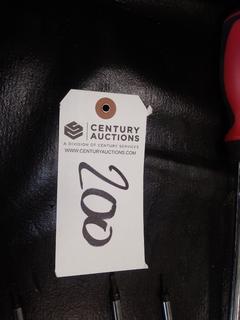 CENTURY
AUCTIONS
A DIVISION OF CENTURY SERVICES
WWW.CENTURYAUCTIONS.COM
200